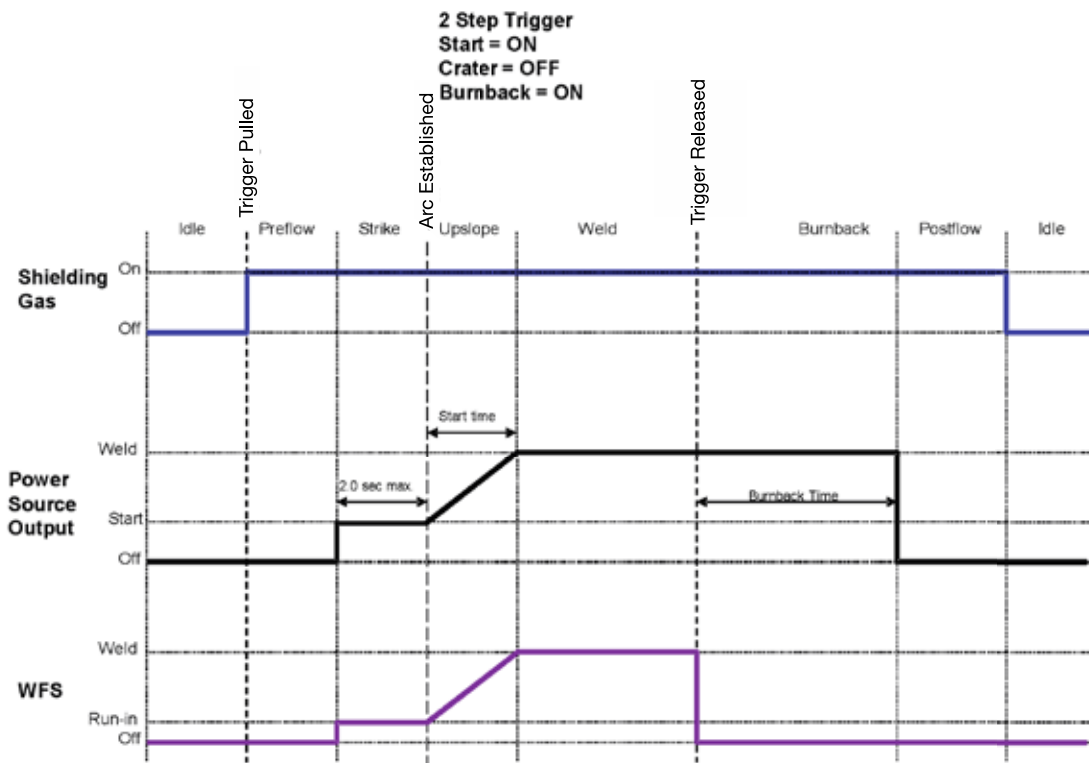 2 Step Trigger
Start = ON
Crater = OFF
Burnback = ON
Trigger Pulled
Arc Established
Trigger Released
Idle
Preflow
Strike
Upslope
Weld
Burnback
Postflow
Idle
Shielding
Gas
On
Off
Start time
Power
Source
Output
Weld
2.0 sec max.
Burnback Time
Start
Off
WFS
Weld
Run-in
Off